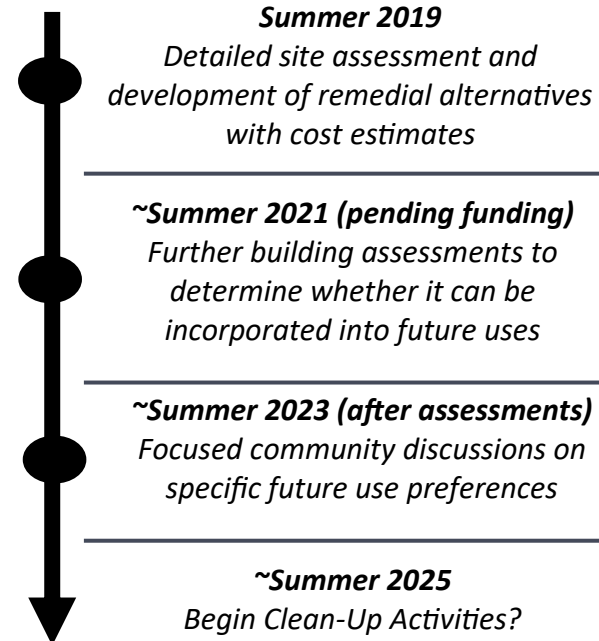 Summer 2019
Detailed site assessment and
development of remedial alternatives
with cost estimates
~Summer 2021 (pending funding)
Further building assessments to
determine whether it can be
incorporated into future uses
~Summer 2023 (after assessments)
Focused community discussions on
specific future use preferences
~Summer 2025
Begin Clean-Up Activities?